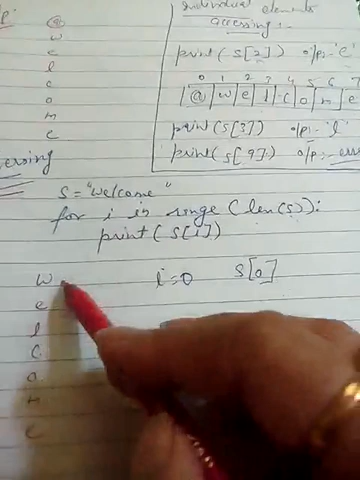 @
w
e
l
c
o
m
e
Individual elements
accessing :-
print( s[2] ) o/p:- 'e'
0 1 2 3 4 5 6 7
@ w e l c o m e
print( s[3]) o/p:- 'l'
print( s[9]) o/p:- error
S = "welcome"
for i in range (len(s)):
print( s[i])
w i=0 s[0]
e
l
c
o
m
e